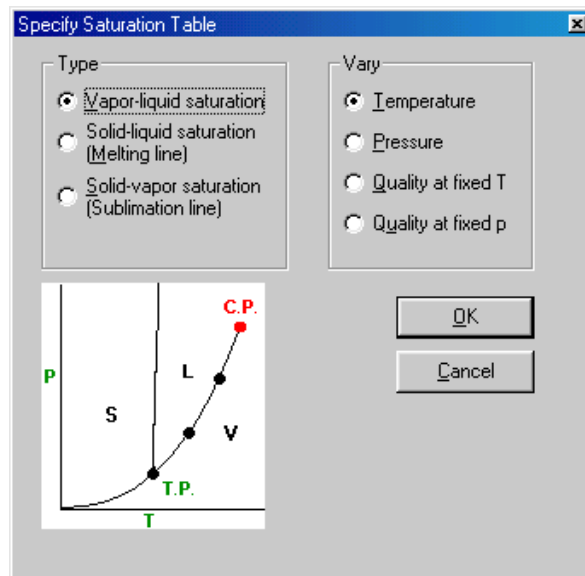 Specify Saturation Table
Type
Vapor-liquid saturation
Solid-liquid saturation
(Melting line)
Solid-vapor saturation
(Sublimation line)
Vary
Temperature
Pressure
Quality at fixed T
Quality at fixed p
C.P.
P
L
S
V
T.P.
T
OK
Cancel